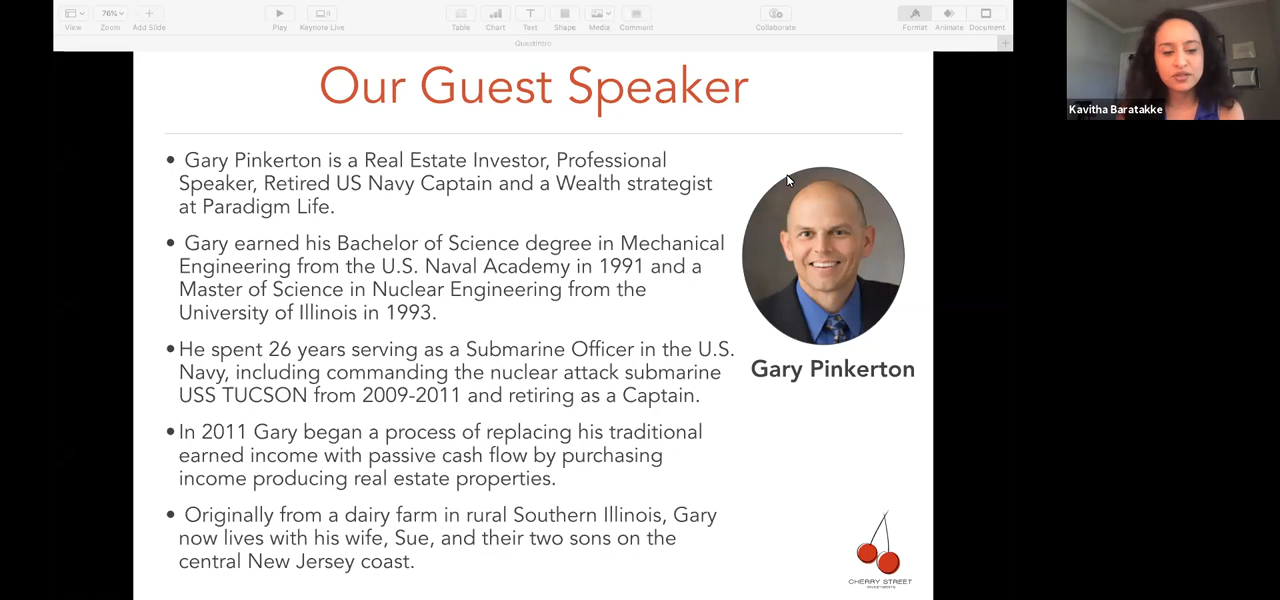 76%
View
Zoom
Add Slide
Play
Keynote Live
Table
Chart
Text
Shape
Media
Comment
Collaborate
Format
Animate
Document
GuestIntro
Kavitha Baratakke
Our Guest Speaker
• Gary Pinkerton is a Real Estate Investor, Professional
Speaker, Retired US Navy Captain and a Wealth strategist
at Paradigm Life.
• Gary earned his Bachelor of Science degree in Mechanical
Engineering from the U.S. Naval Academy in 1991 and a
Master of Science in Nuclear Engineering from the
University of Illinois in 1993.
• He spent 26 years serving as a Submarine Officer in the U.S.
Navy, including commanding the nuclear attack submarine
USS TUCSON from 2009-2011 and retiring as a Captain.
• In 2011 Gary began a process of replacing his traditional
earned income with passive cash flow by purchasing
income producing real estate properties.
• Originally from a dairy farm in rural Southern Illinois, Gary
now lives with his wife, Sue, and their two sons on the
central New Jersey coast.
Gary Pinkerton
CHERRY STREET
INVESTMENTS